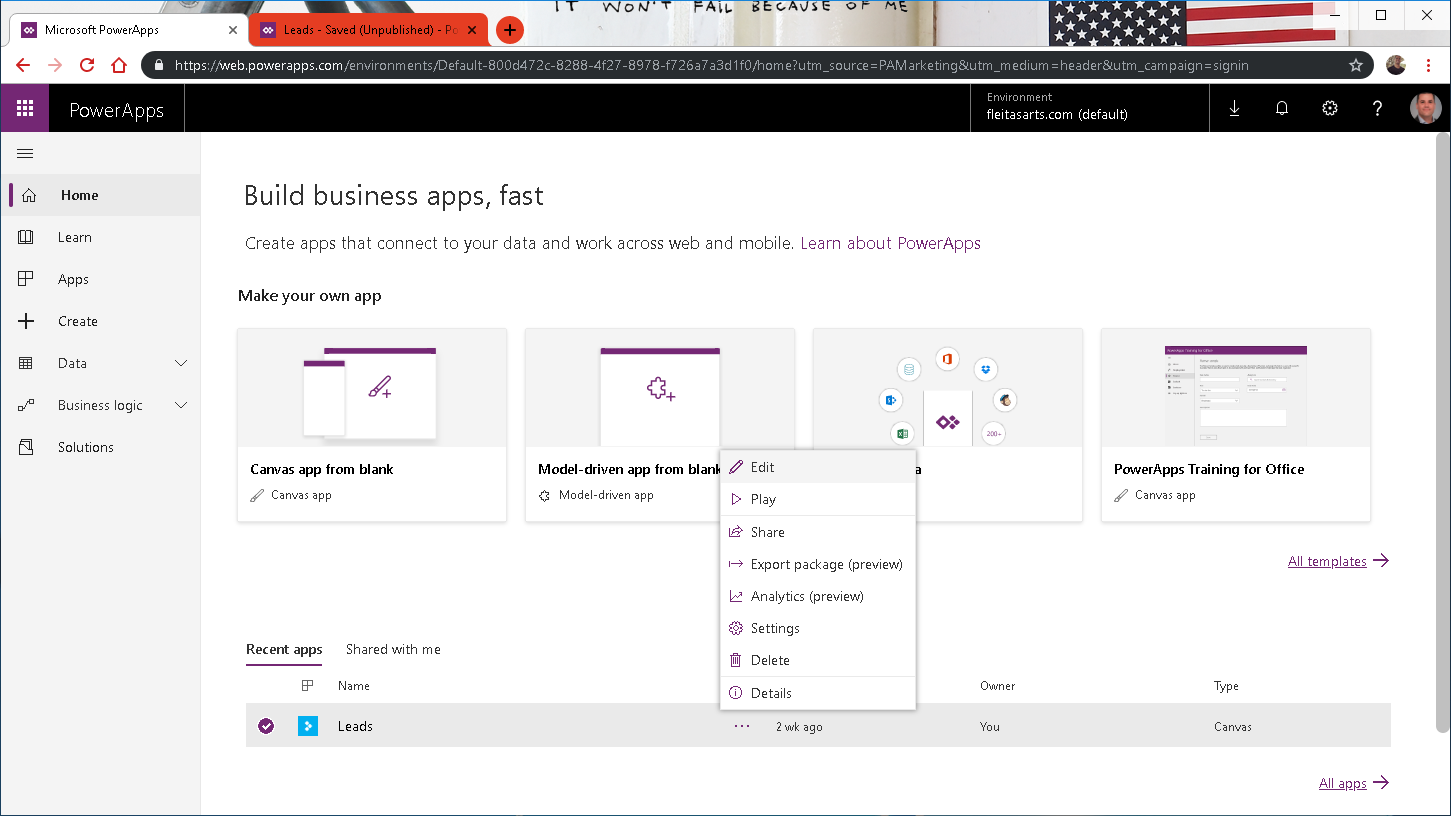 IT WON'T FAIL BECAUSE OF ME
Microsoft PowerApps
Leads - Saved (Unpublished) - Po
https://web.powerapps.com/environments/Default-800d472c-8288-4f27-8978-f726a7a3d1f0/home?utm_source=PAMarketing&utm_medium=header&utm_campaign=signin
PowerApps
Environment
fleitasarts.com (default)
?
Home
Learn
Apps
Create
Data
Business logic
Solutions
Build business apps, fast
Create apps that connect to your data and work across web and mobile. Learn about PowerApps
Make your own app
200+
PowerApps Training for Office
Canvas app from blank
Canvas app
Model-driven app from blank
Model-driven app
a
PowerApps Training for Office
Canvas app
Edit
Play
Share
Export package (preview)
Analytics (preview)
Settings
Delete
Details
All templates
Recent apps
Shared with me
Name
Owner
Type
Leads
... 2 wk ago
You
Canvas
All apps